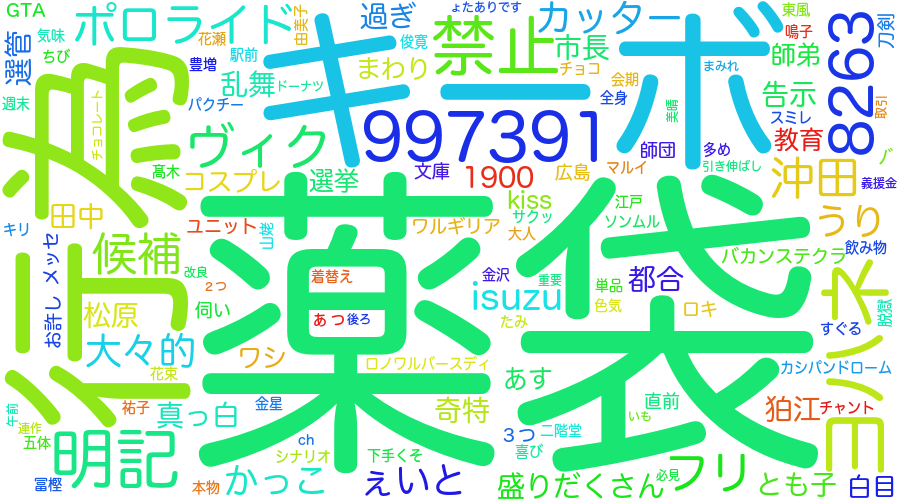 GTA
ポロライド
過ぎ
ょたありです
カッター
東風
鳴子
刀剣
8263
選管
気味
ちび
花瀬
由美子
駅前
豊増
キ
禁止
市長
ボ
師弟
まわり
俊寛
乱舞
ドーナツ
チョコ
会期
まみれ
週末
濡
チョコレート
パクチー
997391
全身
美晴
告示
取引
スミレ
ヴィク
教育
髙木
文庫
師団
多め
コスプレ
選挙
1900
広島
マルイ
引き伸ばし
沖田
義援金
田中
kiss
江戸
ユニット
ワルギリア
サクッ
ソンムル
うり
キリ
山姥
大人
飲み物
メッセ
候補
バカンステクラ
改良
着替え
金沢
重要
都合
2つ
単品
isuzu
色気
ロキ
ヨハネ
脱獄
お許し
松原
伺い
あっ
後ろ
たみ
すぐる
行
大々的
ワシ
薬袋
ロノワルバースディ
カシパンドローム
花束
あす
直前
狛江
チャント
午前
祐子
真っ白
金星
奇特
いも
連作
五体
3つ
二階堂
明記
ch
喜び
シナリオ
下手くそ
フリ
必見
富樫
本物
かっこ
えいと
盛りだくさん
とも子
白目